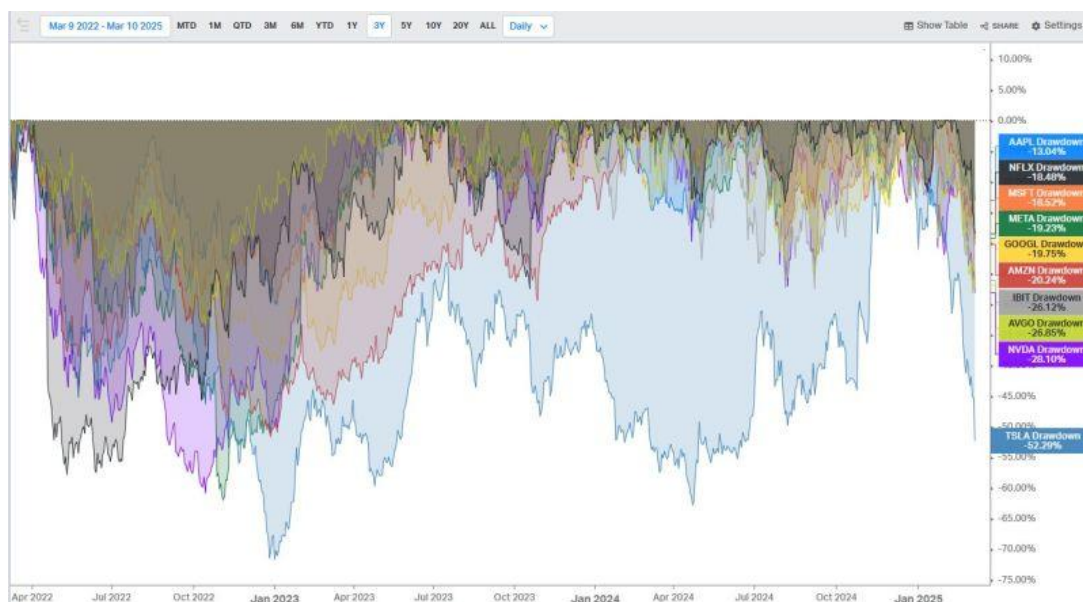 Mar 9 2022 - Mar 10 2025 MTD 1M QTD 3M 6M YTD 1Y 3Y 5Y 10Y 20Y ALL Daily Show Table SHARE Settings
10.00%
5.00%
0.00%
AAPL Drawdown
-13.04%
NFLX Drawdown
-18.48%
MSFT Drawdown
-18.52%
META Drawdown
-19.23%
GOOGL Drawdown
-19.75%
AMZN Drawdown
-20.24%
IBIT Drawdown
-26.12%
AVGO Drawdown
-26.85%
NVDA Drawdown
-28.10%
-45.00%
TSLA Drawdown
-52.29%
-55.00%
-60.00%
-65.00%
-70.00%
-75.00%
Apr 2022 Jul 2022 Oct 2022 Jan 2023 Apr 2023 Jul 2023 Oct 2023 Jan 2024 Apr 2024 Jul 2024 Oct 2024 Jan 2025